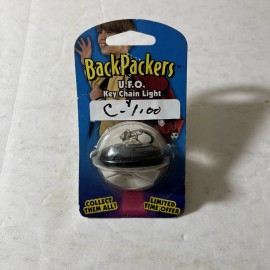 BackPackers
U.F.O.
Key Chain Light
C-1.00
COLLECT
THEM ALL!
LIMITED
TIME OFFER